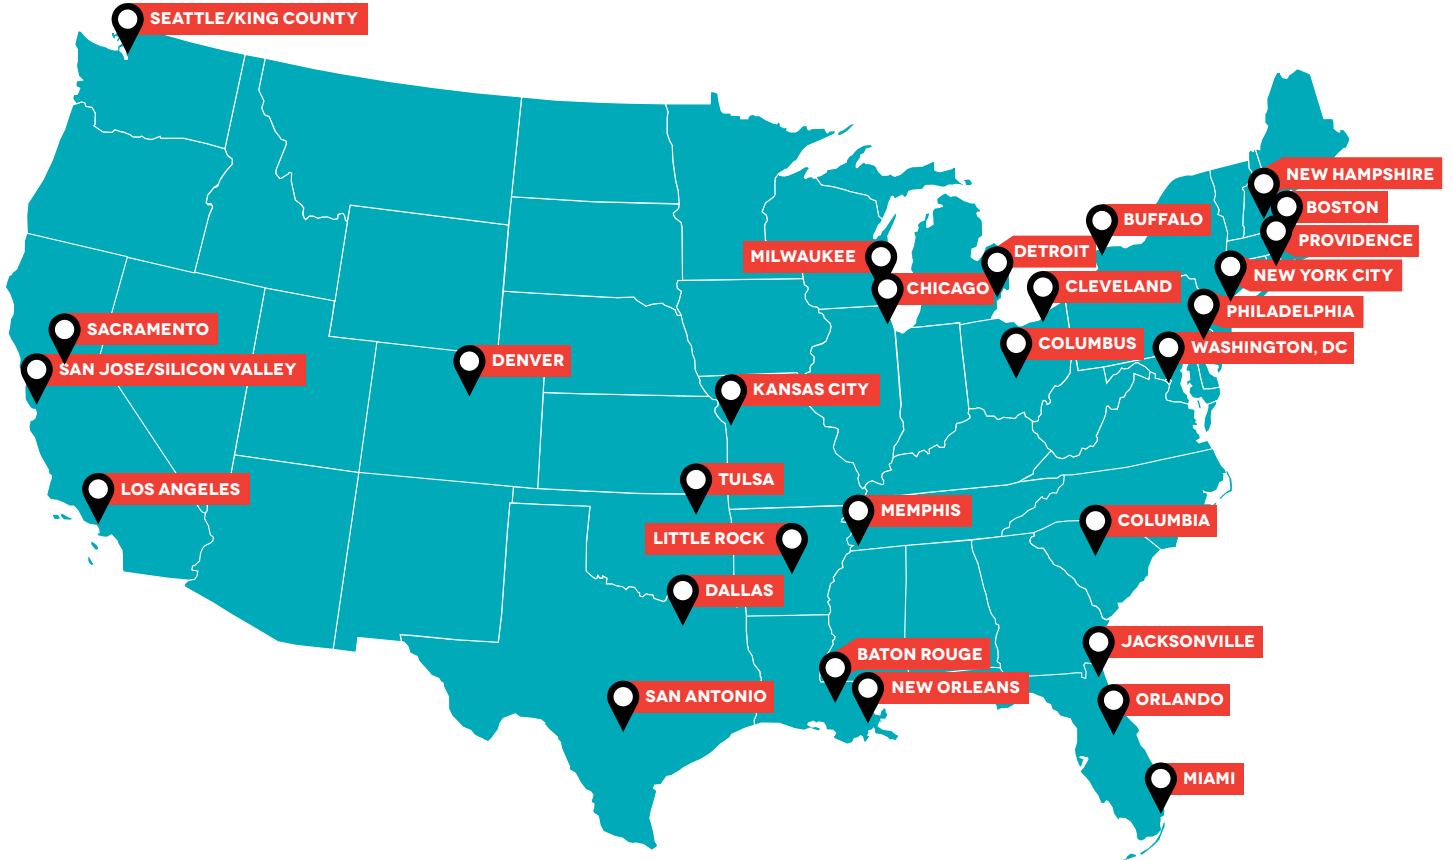 SEATTLE/KING COUNTY
NEW HAMPSHIRE
BOSTON
BUFFALO
PROVIDENCE
DETROIT
MILWAUKEE
NEW YORK CITY
CLEVELAND
CHICAGO
PHILADELPHIA
SACRAMENTO
COLUMBUS
WASHINGTON, DC
DENVER
SAN JOSE/SILICON VALLEY
KANSAS CITY
TULSA
LOS ANGELES
MEMPHIS
COLUMBIA
LITTLE ROCK
DALLAS
JACKSONVILLE
BATON ROUGE
NEW ORLEANS
SAN ANTONIO
ORLANDO
MIAMI